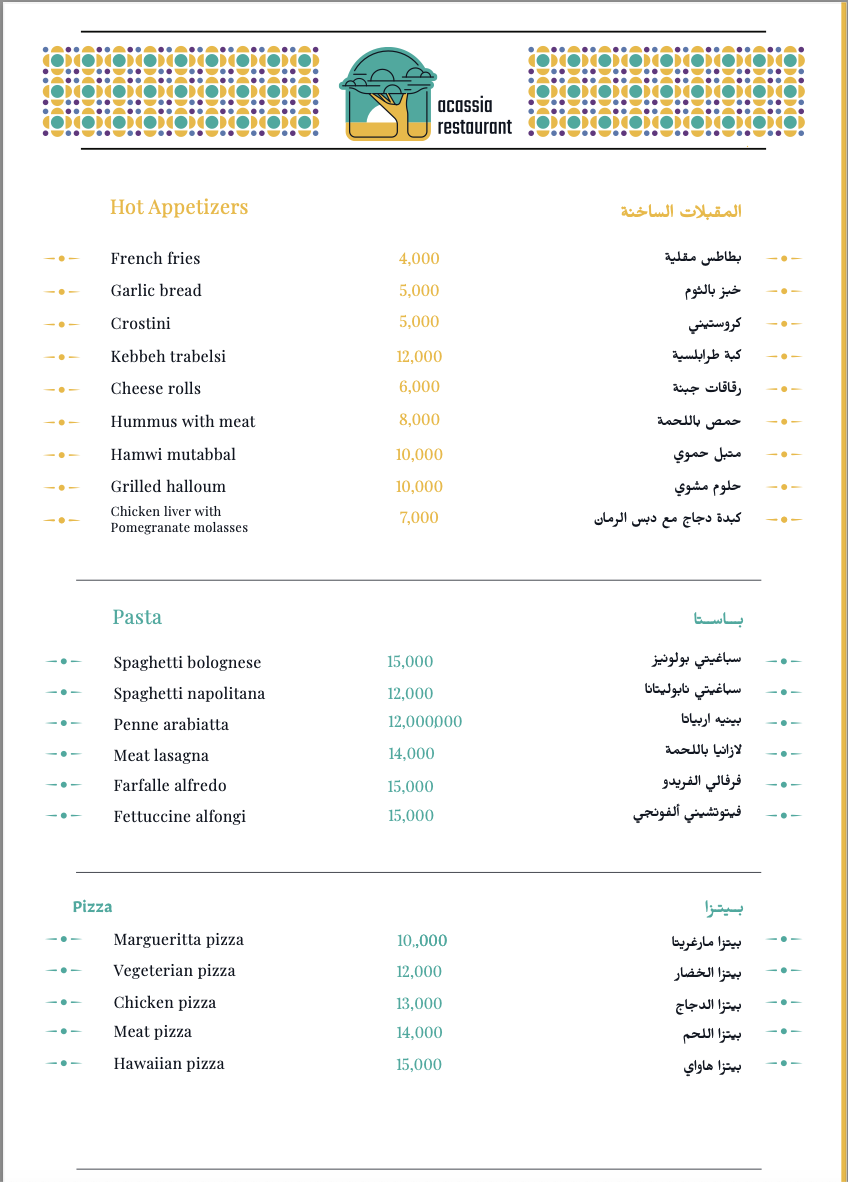 acassia
restaurant
Hot Appetizers المقبلات الساخنة
French fries 4,000 بطاطس مقلية
Garlic bread 5,000 خبز بالثوم
Crostini 5,000 كروستيني
Kebbeh trabelsi 12,000 كبة طرابلسية
Cheese rolls 6,000 رقاقات جبنة
Hummus with meat 8,000 حمص باللحمة
Hamwi mutabbal 10,000 متبل حموي
Grilled halloum 10,000 حلوم مشوي
Chicken liver with
Pomegranate molasses 7,000 كبدة دجاج مع دبس الرمان
Pasta بـــاســـتا
Spaghetti bolognese 15,000 سباغيتي بولونيز
Spaghetti napolitana 12,000 سباغيتي نابوليتانا
Penne arabiatta 12,000,000 بينيه اربياتا
Meat lasagna 14,000 لازانيا باللحمة
Farfalle alfredo 15,000 فرفالي الفريدو
Fettuccine alfongi 15,000 فيتوتشيني ألفونجي
Pizza بـــيتـــزا
Margueritta pizza 10,,000 بيتزا مارغريتا
Vegeterian pizza 12,000 بيتزا الخضار
Chicken pizza 13,000 بيتزا الدجاج
Meat pizza 14,000 بيتزا اللحم
Hawaiian pizza 15,000 بيتزا هاواي